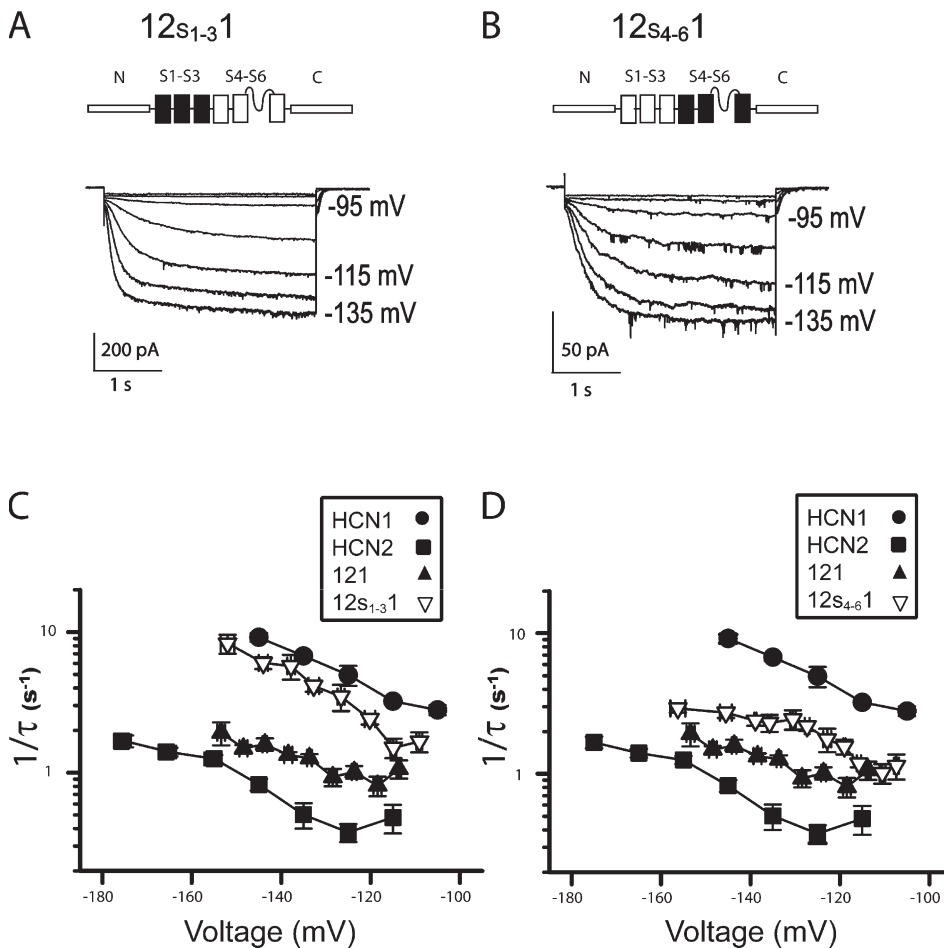 A
12s1-31
N
S1-S3
S4-S6
C
-95 mV
-115 mV
-135 mV
200 pA
1 s
B
12s4-61
N
S1-S3
S4-S6
C
-95 mV
-115 mV
-135 mV
50 pA
1 s
C
HCN1
HCN2
121
12s1-31
10
1
1/τ (s-1)
-180
-160
-140
-120
-100
Voltage (mV)
D
HCN1
HCN2
121
12s4-61
10
1
1/τ (s-1)
-180
-160
-140
-120
-100
Voltage (mV)